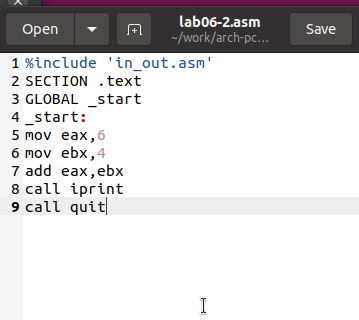 Open
lab06-2.asm
~/work/arch-pc...
Save
1 %include 'in_out.asm'
2 SECTION .text
3 GLOBAL _start
4 _start:
5 mov eax,6
6 mov ebx,4
7 add eax,ebx
8 call iprint
9 call quit